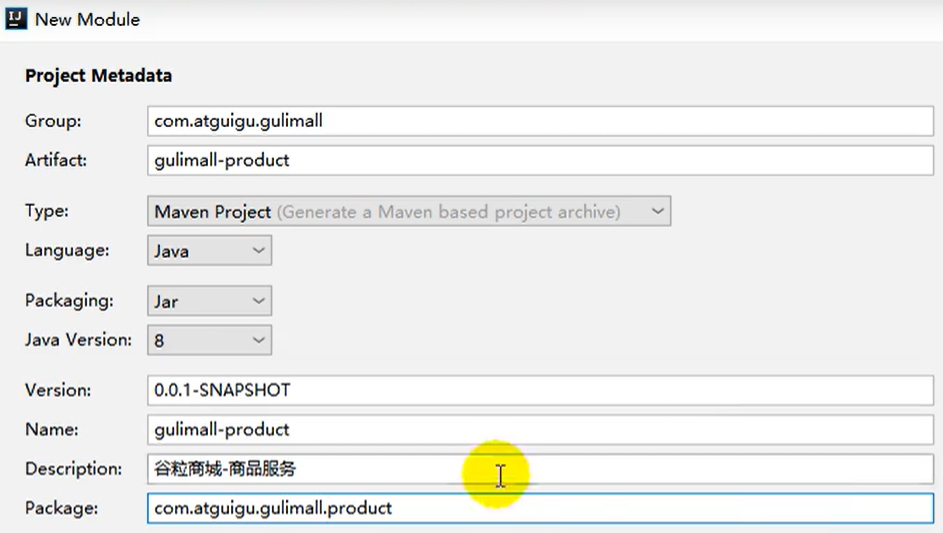 New Module
Project Metadata
Group: com.atguigu.gulimall
Artifact: gulimall-product
Type: Maven Project (Generate a Maven based project archive)
Language: Java
Packaging: Jar
Java Version: 8
Version: 0.0.1-SNAPSHOT
Name: gulimall-product
Description: 谷粒商城-商品服务
Package: com.atguigu.gulimall.product